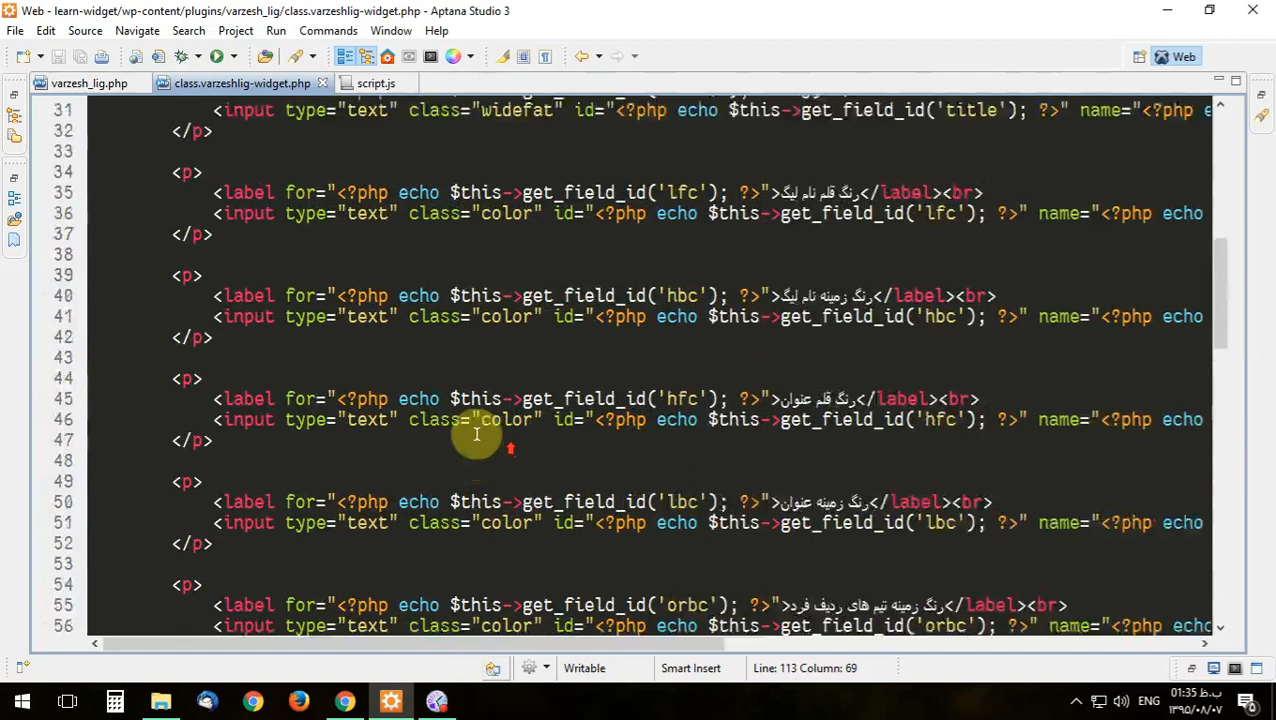 Web - learn-widget/wp-content/plugins/varzesh_lig/class.varzeshlig-widget.php - Aptana Studio 3
File Edit Source Navigate Search Project Run Commands Window Help
Web
varzesh_lig.php class.varzeshlig-widget.php script.js
31 <input type="text" class="widefat" id="<?php echo $this->get_field_id('title'); ?>" name="<?php e
32 </p>
33
34 <p>
35 <label for="<?php echo $this->get_field_id('lfc'); ?>">رنگ قلم نام لیگ</label><br>
36 <input type="text" class="color" id="<?php echo $this->get_field_id('lfc'); ?>" name="<?php echo
37 </p>
38
39 <p>
40 <label for="<?php echo $this->get_field_id('hbc'); ?>">رنگ زمینه نام لیگ</label><br>
41 <input type="text" class="color" id="<?php echo $this->get_field_id('hbc'); ?>" name="<?php echo
42 </p>
43
44 <p>
45 <label for="<?php echo $this->get_field_id('hfc'); ?>">رنگ قلم عنوان</label><br>
46 <input type="text" class="color" id="<?php echo $this->get_field_id('hfc'); ?>" name="<?php echo
47 </p>
48
49 <p>
50 <label for="<?php echo $this->get_field_id('lbc'); ?>">رنگ زمینه عنوان</label><br>
51 <input type="text" class="color" id="<?php echo $this->get_field_id('lbc'); ?>" name="<?php echo
52 </p>
53
54 <p>
55 <label for="<?php echo $this->get_field_id('orbc'); ?>">رنگ زمینه تیم های ردیف فرد</label><br>
56 <input type="text" class="color" id="<?php echo $this->get_field_id('orbc'); ?>" name="<?php echo
Writable Smart Insert Line: 113 Column: 69
ENG ب.ظ 01:35
۱۳۹۵/۰۸/۰۷